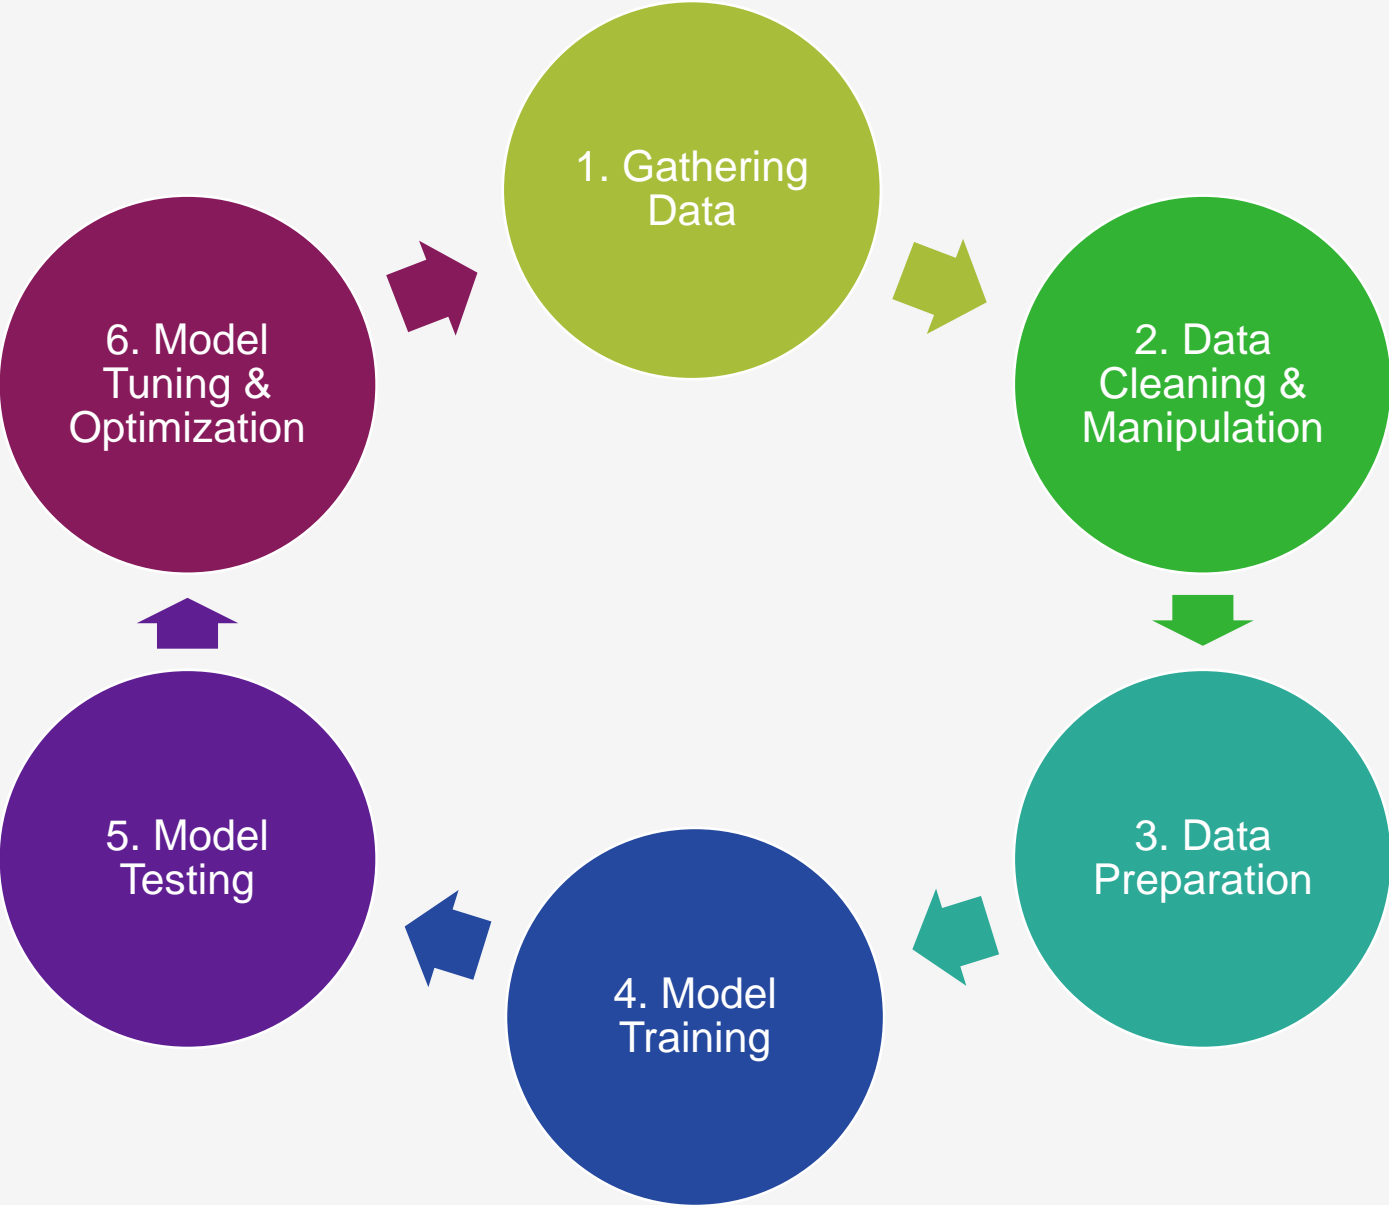 1. Gathering
Data
2. Data
Cleaning &
Manipulation
3. Data
Preparation
4. Model
Training
5. Model
Testing
6. Model
Tuning &
Optimization